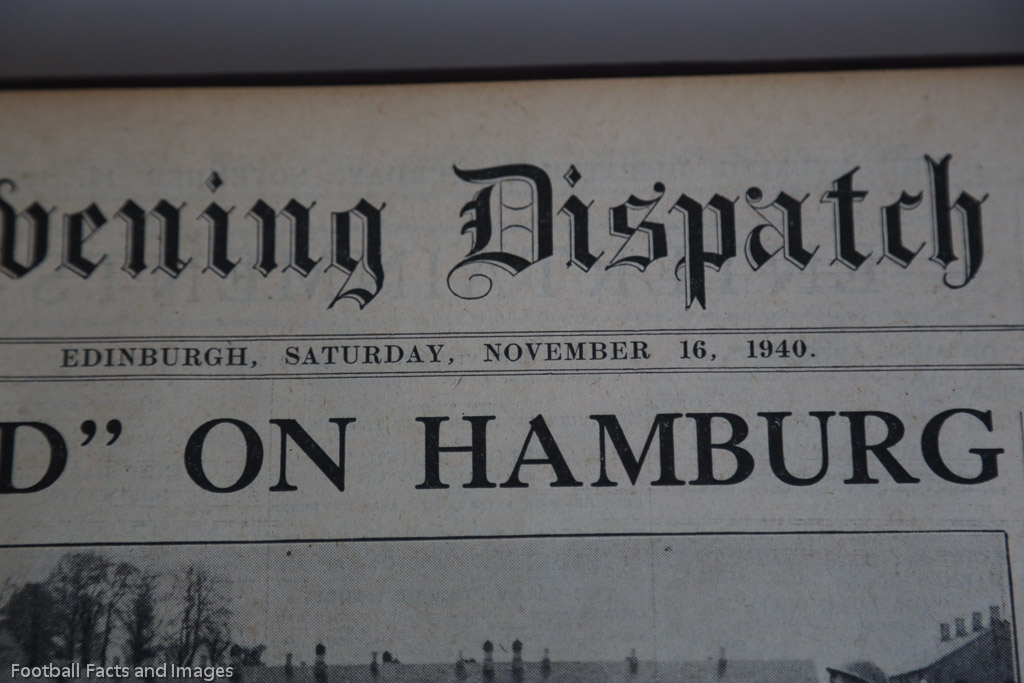 vening Dispatch
EDINBURGH, SATURDAY, NOVEMBER 16, 1940.
D” ON HAMBURG
Football Facts and Images